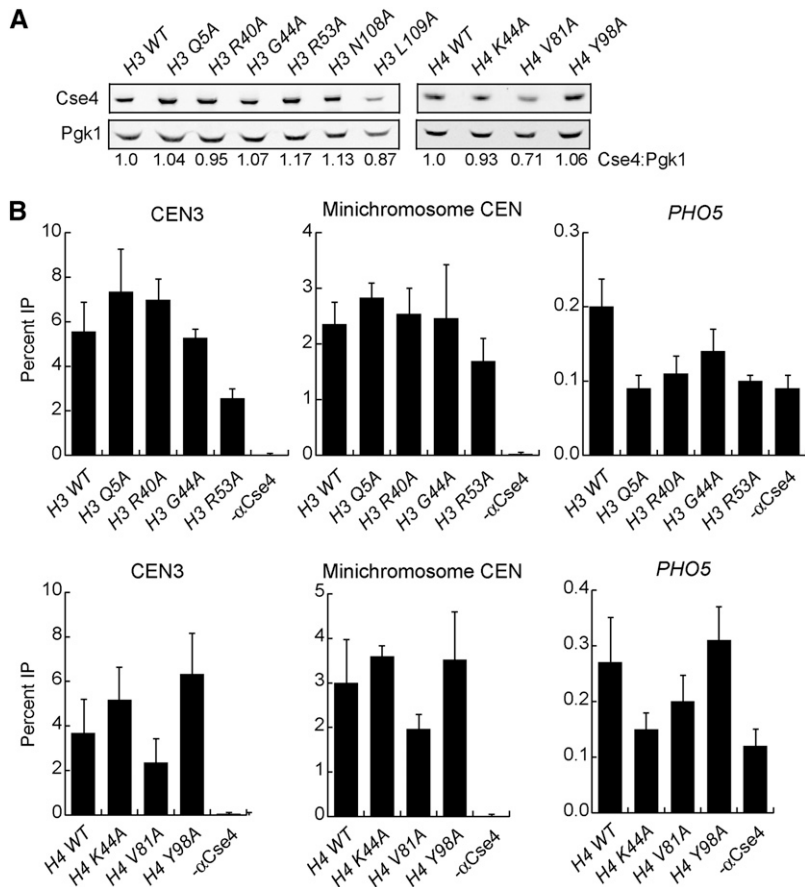 A
H3 WT H3 Q5A H3 R40A H3 G44A H3 R53A H3 N108A H3 L109A H4 WT H4 K44A H4 V81A H4 Y98A
Cse4
Pgk1
1.0 1.04 0.95 1.07 1.17 1.13 0.87 1.0 0.93 0.71 1.06 Cse4:Pgk1
B
CEN3 Minichromosome CEN PHO5
Percent IP
10 8 6 4 2 0
4 3 2 1 0
0.3 0.2 0.1 0.0
H3 WT H3 Q5A H3 R40A H3 G44A H3 R53A -αCse4
H3 WT H3 Q5A H3 R40A H3 G44A H3 R53A -αCse4
H3 WT H3 Q5A H3 R40A H3 G44A H3 R53A -αCse4
CEN3 Minichromosome CEN PHO5
Percent IP
10 8 6 4 2 0
5 4 3 2 1 0
0.4 0.3 0.2 0.1 0.0
H4 WT H4 K44A H4 V81A H4 Y98A -αCse4
H4 WT H4 K44A H4 V81A H4 Y98A -αCse4
H4 WT H4 K44A H4 V81A H4 Y98A -αCse4